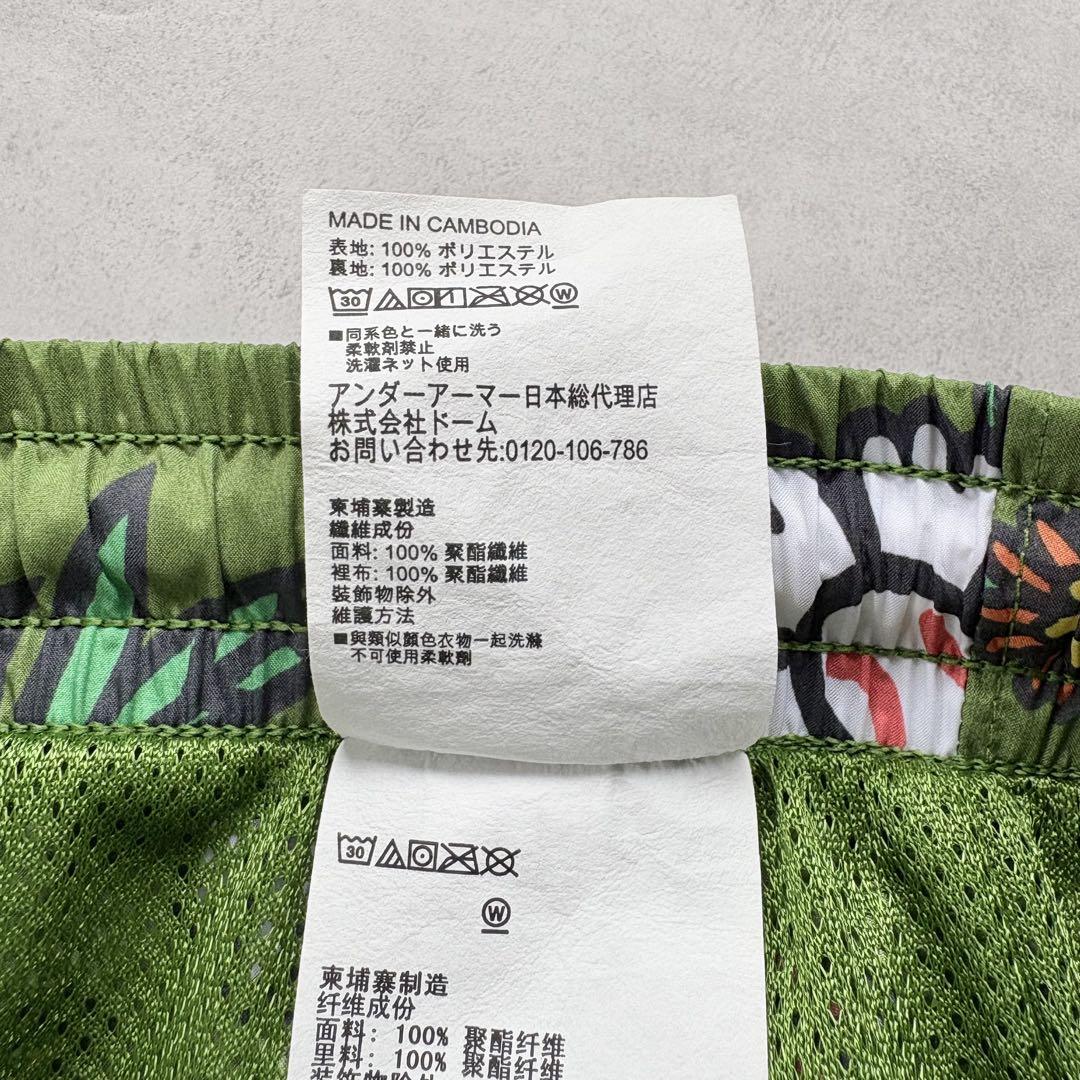 MADE IN CAMBODIA
表地: 100% ポリエステル
裏地: 100% ポリエステル
30 W
■同系色と一緒に洗う
柔軟剤禁止
洗濯ネット使用
アンダーアーマー日本総代理店
株式会社ドーム
お問い合わせ先:0120-106-786
柬埔寨製造
纖維成份
面料: 100% 聚酯纖維
裡布: 100% 聚酯纖維
裝飾物除外
維護方法
■與類似顏色衣物一起洗滌
不可使用柔軟劑
30
W
柬埔寨制造
纤维成份
面料: 100% 聚酯纤维
里料: 100% 聚酯纤维
装饰物除外